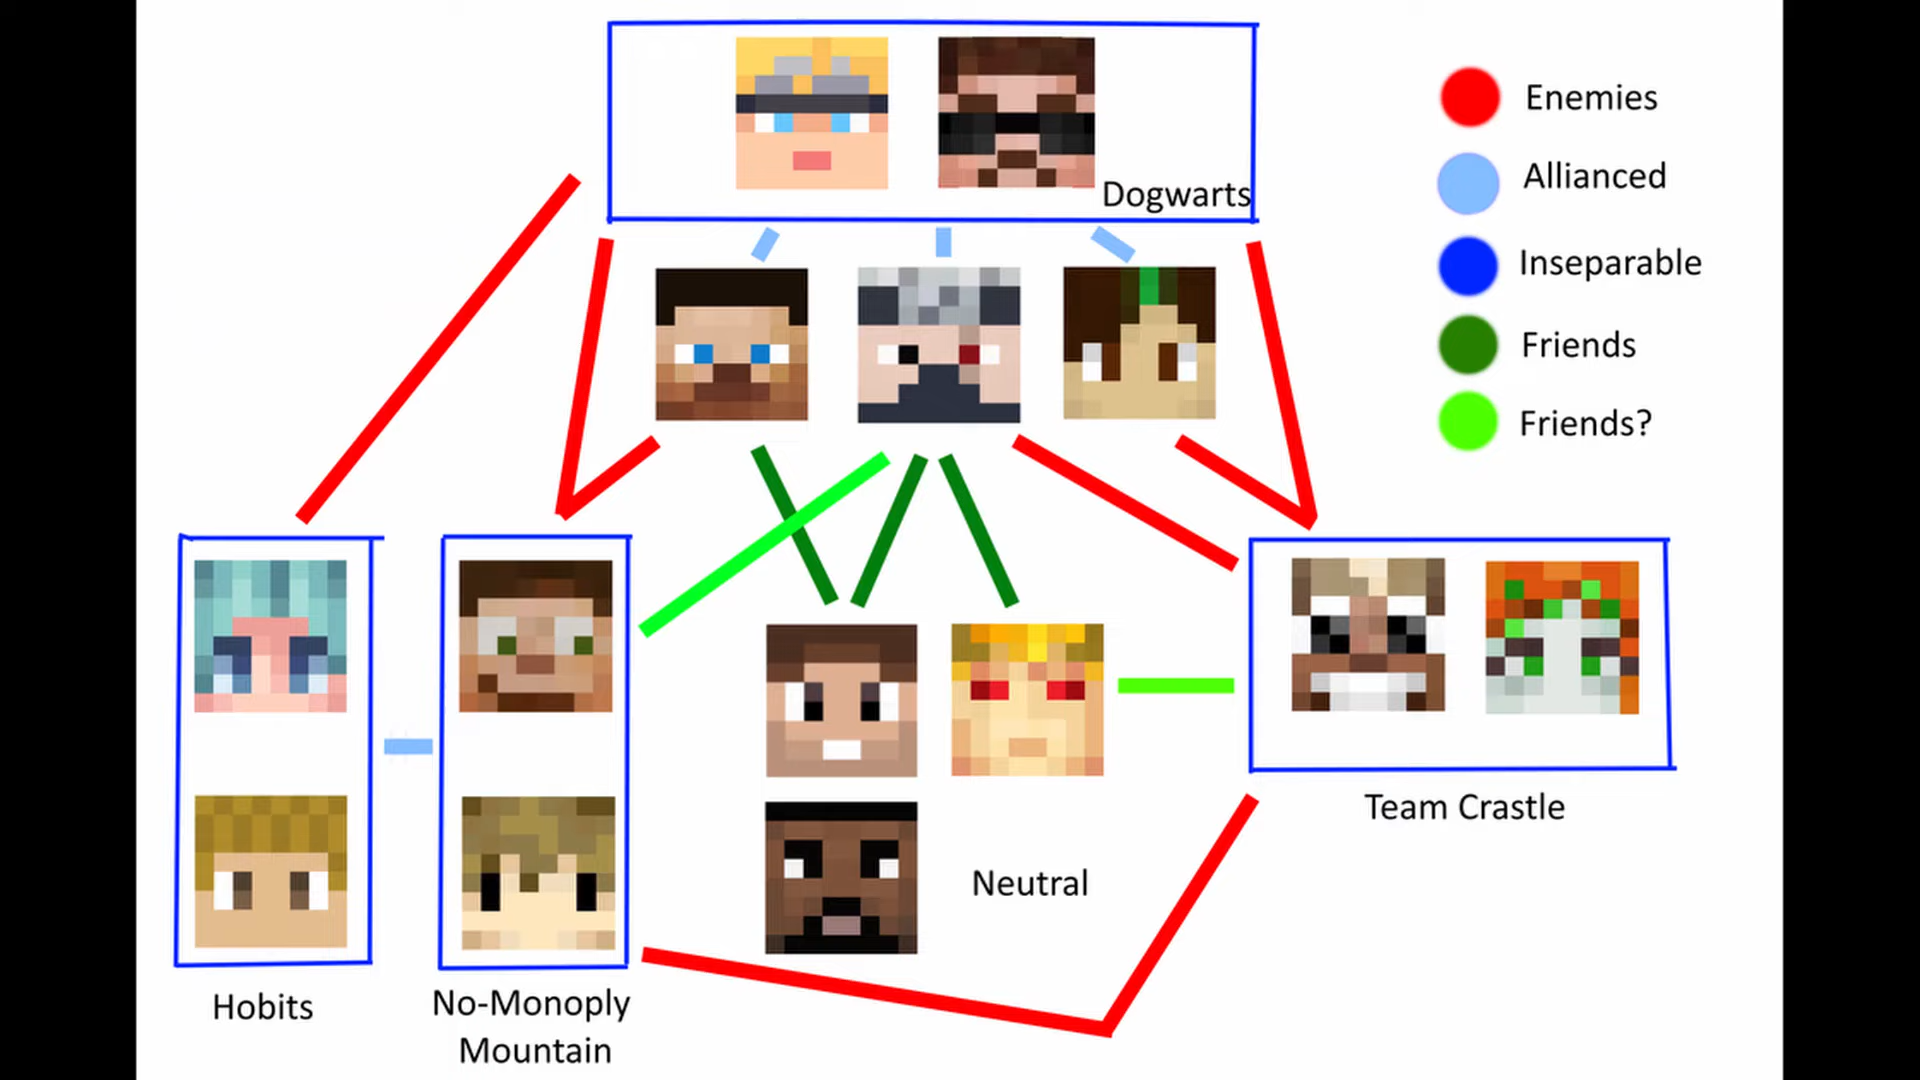 Dogwarts
Enemies
Allianced
Inseparable
Friends
Friends?
Team Crastle
Neutral
Hobits
No-Monoply
Mountain